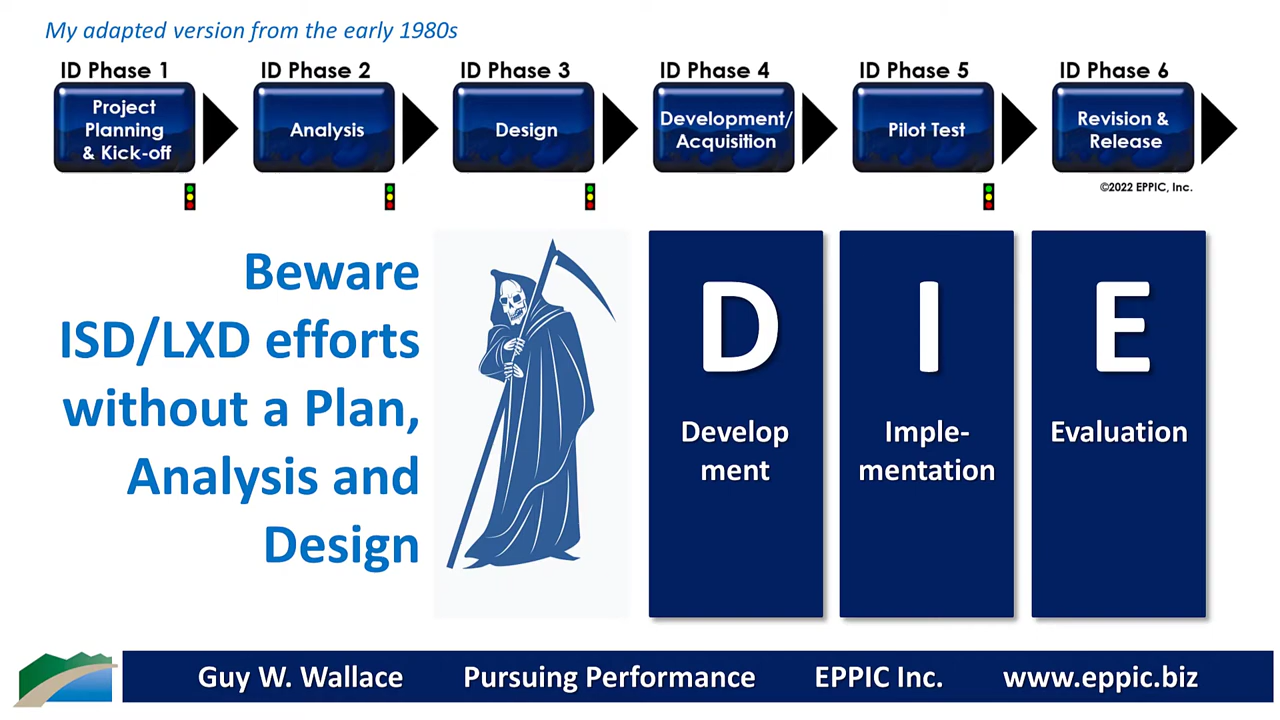 My adapted version from the early 1980s
ID Phase 1
ID Phase 2
ID Phase 3
ID Phase 4
ID Phase 5
ID Phase 6
Project
Planning
& Kick-off
Analysis
Design
Development/
Acquisition
Pilot Test
Revision &
Release
©2022 EPPIC, Inc.
Beware
ISD/LXD efforts
without a Plan,
Analysis and
Design
D
Develop
ment
I
Imple-
mentation
E
Evaluation
Guy W. Wallace Pursuing Performance EPPIC Inc. www.eppic.biz